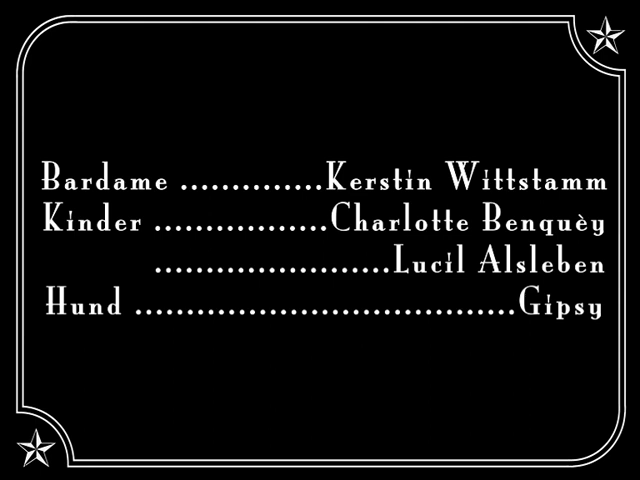 Bardame ..............Kerstin Wittstamm
Kinder .................Charlotte Benquèy
.......................Lucil Alsleben
Hund .....................................Gipsy